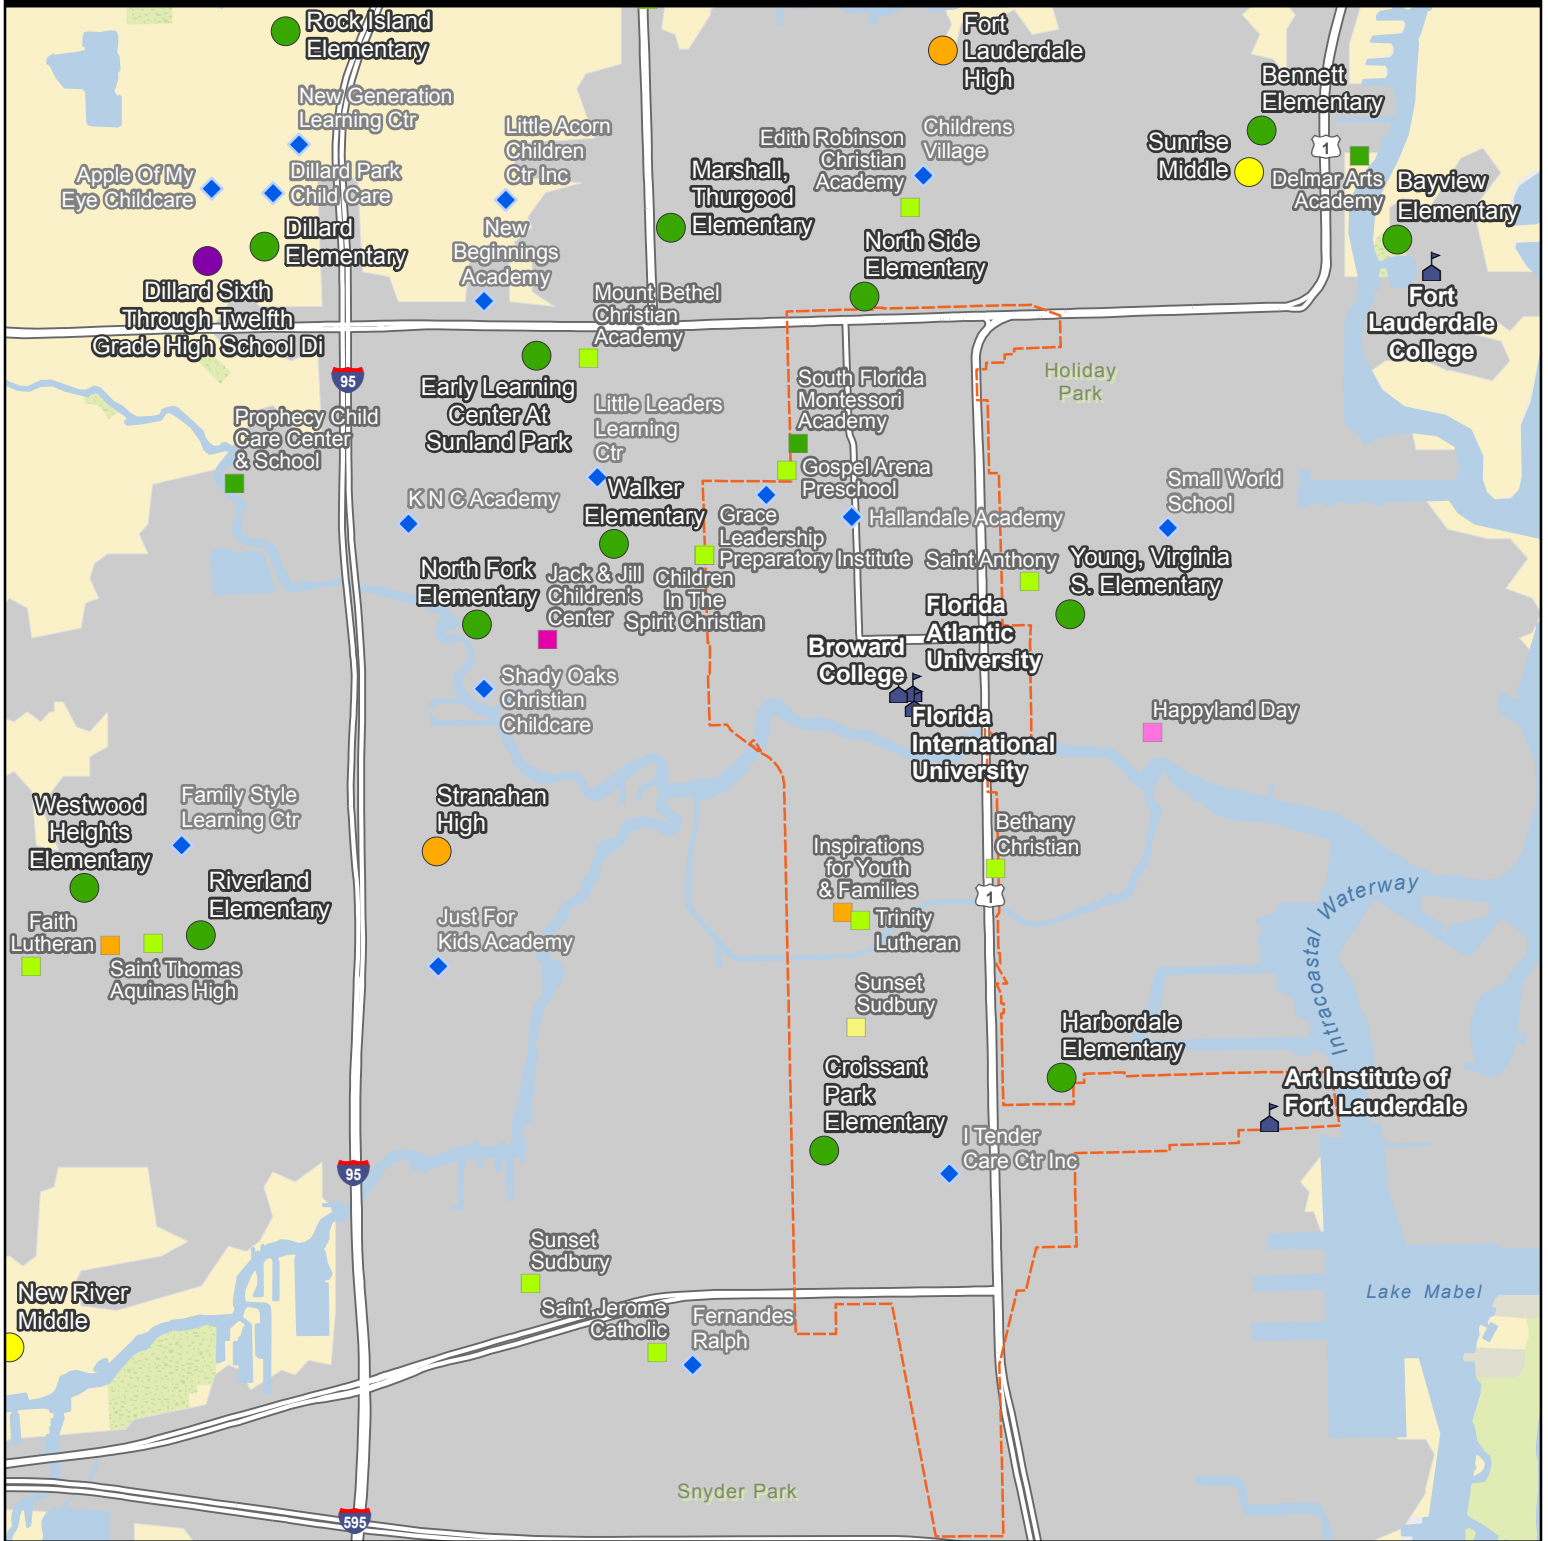 Rock Island
Elementary
Fort
Lauderdale
High
Bennett
Elementary
New Generation
Learning Ctr
Little Acorn
Children
Ctr Inc
Edith Robinson
Christian
Academy
Childrens
Village
Sunrise
Middle
1
Apple Of My
Eye Childcare
Dillard Park
Child Care
Marshall,
Thurgood
Elementary
Delmar Arts
Academy
Bayview
Elementary
Dillard
Elementary
New
Beginnings
Academy
North Side
Elementary
Dillard Sixth
Through Twelfth
Grade High School Di
Mount Bethel
Christian
Academy
Fort
Lauderdale
College
95
Early Learning
Center At
Sunland Park
South Florida
Montessori
Academy
Holiday
Park
Prophecy Child
Care Center
& School
Little Leaders
Learning
Ctr
Gospel Arena
Preschool
K N C Academy
Walker
Elementary
Grace
Leadership
Preparatory Institute
Hallandale Academy
Small World
School
North Fork
Elementary
Jack & Jill
Children's
Center
Children
In The
Spirit Christian
Saint Anthony
Young, Virginia
S. Elementary
Florida
Atlantic
University
Broward
College
Shady Oaks
Christian
Childcare
Florida
International
University
Happyland Day
Westwood
Heights
Elementary
Family Style
Learning Ctr
Stranahan
High
Inspirations
for Youth
& Families
Bethany
Christian
1
Riverland
Elementary
Faith
Lutheran
Saint Thomas
Aquinas High
Just For
Kids Academy
Trinity
Lutheran
Intracoastal Waterway
Sunset
Sudbury
Harbordale
Elementary
Croissant
Park
Elementary
Art Institute of
Fort Lauderdale
I Tender
Care Ctr Inc
95
Sunset
Sudbury
New River
Middle
Saint,Jerome
Catholic
Fernandes
Ralph
Lake Mabel
Snyder Park
595